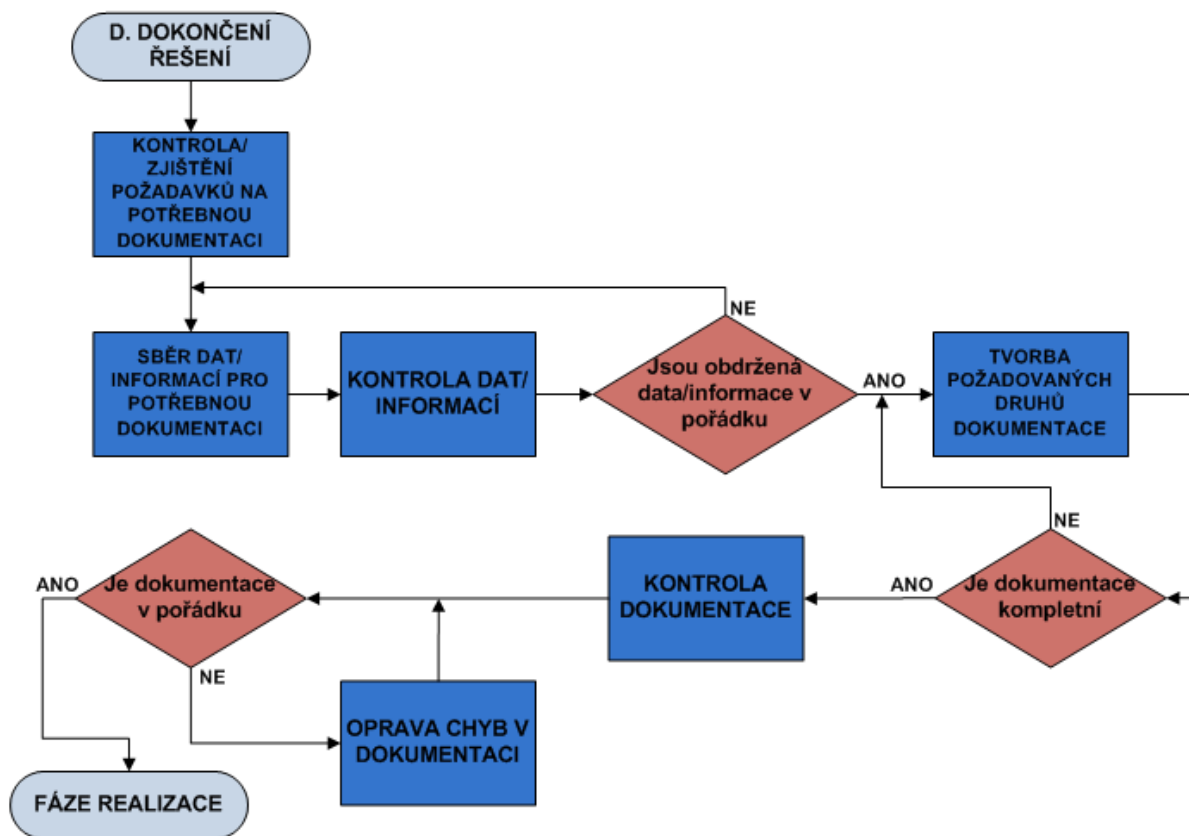 D. DOKONČENÍ
ŘEŠENÍ
KONTROLA/
ZJIŠTĚNÍ
POŽADAVKŮ NA
POTŘEBNOU
DOKUMENTACI
SBĚR DAT/
INFORMACÍ PRO
POTŘEBNOU
DOKUMENTACI
KONTROLA DAT/
INFORMACÍ
NE
Jsou obdržená
data/informace v
pořádku
ANO
TVORBA
POŽADOVANÝCH
DRUHŮ
DOKUMENTACE
NE
Je dokumentace
kompletní
ANO
KONTROLA
DOKUMENTACE
ANO
Je dokumentace
v pořádku
NE
OPRAVA CHYB V
DOKUMENTACI
FÁZE REALIZACE